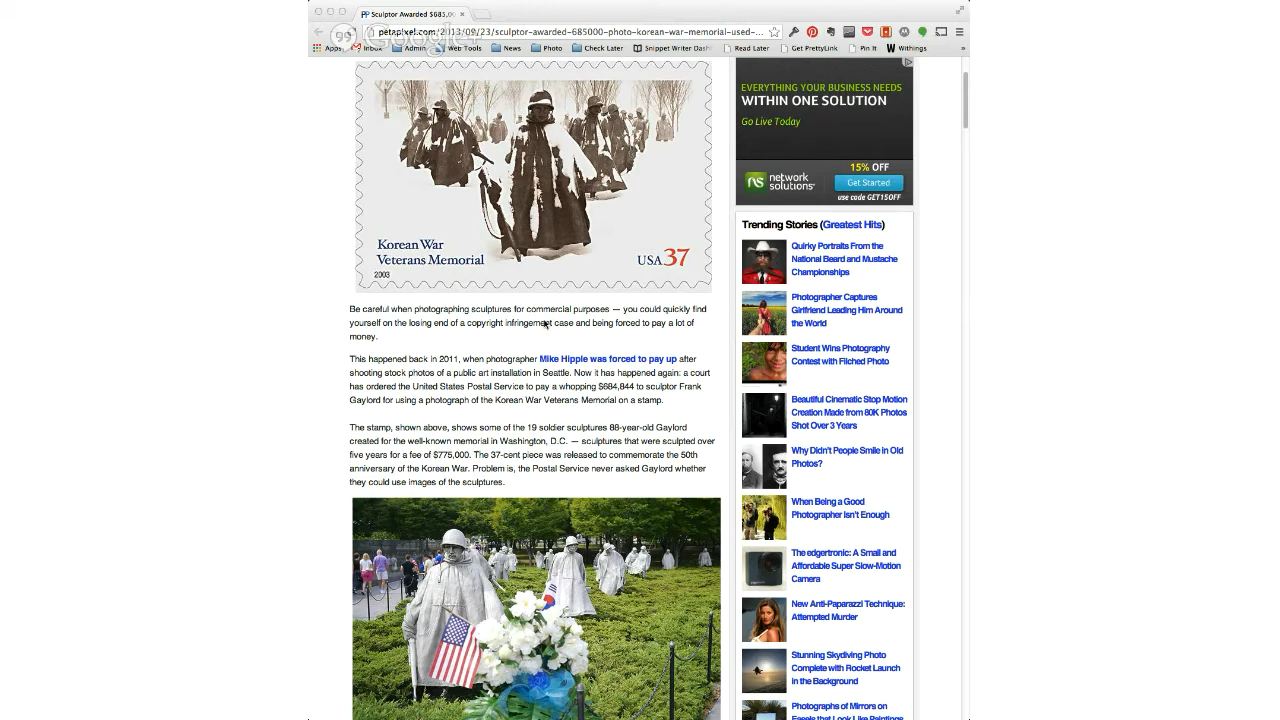 Sculptor Awarded $685,00
petapixel.com/2013/09/23/sculptor-awarded-685000-photo-korean-war-memorial-used-...
Google+
Apps Inbox Admin Web Tools News Photo Check Later Snippet Writer Dash Read Later Get PrettyLink Pin It Withings »
Korean War
Veterans Memorial
USA 37
2003
Be careful when photographing sculptures for commercial purposes — you could quickly find
yourself on the losing end of a copyright infringement case and being forced to pay a lot of
money.
This happened back in 2011, when photographer Mike Hipple was forced to pay up after
shooting stock photos of a public art installation in Seattle. Now it has happened again: a court
has ordered the United States Postal Service to pay a whopping $684,844 to sculptor Frank
Gaylord for using a photograph of the Korean War Veterans Memorial on a stamp.
The stamp, shown above, shows some of the 19 soldier sculptures 88-year-old Gaylord
created for the well-known memorial in Washington, D.C. — sculptures that were sculpted over
five years for a fee of $775,000. The 37-cent piece was released to commemorate the 50th
anniversary of the Korean War. Problem is, the Postal Service never asked Gaylord whether
they could use images of the sculptures.
EVERYTHING YOUR BUSINESS NEEDS
WITHIN ONE SOLUTION
Go Live Today
15% OFF
ns network
solutions
Get Started
use code GET15OFF
Trending Stories (Greatest Hits)
Quirky Portraits From the
National Beard and Mustache
Championships
Photographer Captures
Girlfriend Leading Him Around
the World
Student Wins Photography
Contest with Filched Photo
Beautiful Cinematic Stop Motion
Creation Made from 80K Photos
Shot Over 3 Years
Why Didn't People Smile in Old
Photos?
When Being a Good
Photographer Isn't Enough
The edgertronic: A Small and
Affordable Super Slow-Motion
Camera
New Anti-Paparazzi Technique:
Attempted Murder
Stunning Skydiving Photo
Complete with Rocket Launch
in the Background
Photographs of Mirrors on
Easels that Look Like Paintings